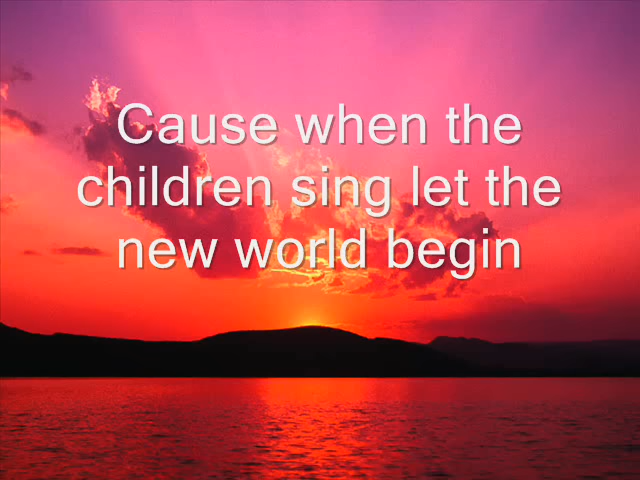 Cause when the
children sing let the
new world begin